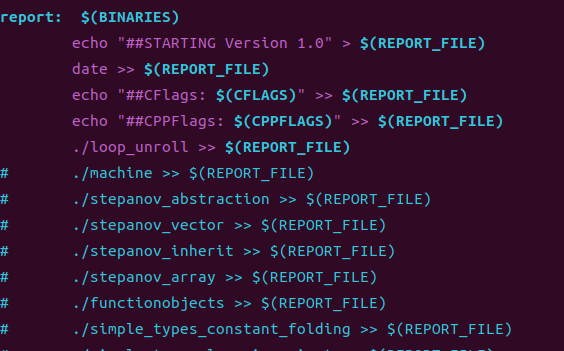 report:  $(BINARIES)
        echo "##STARTING Version 1.0" > $(REPORT_FILE)
        date >> $(REPORT_FILE)
        echo "##CFlags: $(CFLAGS)" >> $(REPORT_FILE)
        echo "##CPPFlags: $(CPPFLAGS)" >> $(REPORT_FILE)
        ./loop_unroll >> $(REPORT_FILE)
#       ./machine >> $(REPORT_FILE)
#       ./stepanov_abstraction >> $(REPORT_FILE)
#       ./stepanov_vector >> $(REPORT_FILE)
#       ./stepanov_inherit >> $(REPORT_FILE)
#       ./stepanov_array >> $(REPORT_FILE)
#       ./functionobjects >> $(REPORT_FILE)
#       ./simple_types_constant_folding >> $(REPORT_FILE)